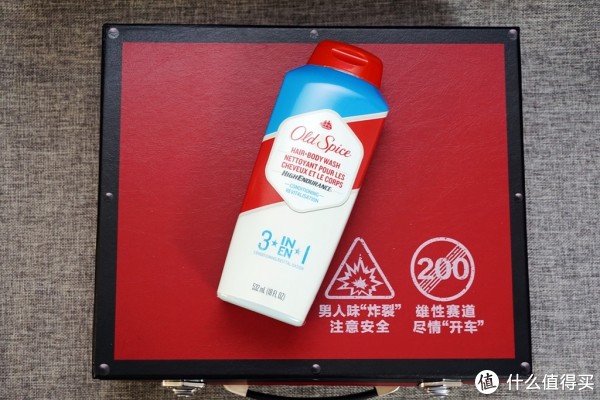 Old Spice
HAIR+BODY WASH
NETTOYANT POUR LES
CHEVEUX ET LE CORPS
HIGH ENDURANCE
CONDITIONING
REVITALISATION
3 IN 1
EN
532 mL (18 FL OZ)
200
男人味“炸裂”
注意安全
雄性赛道
尽情“开车”
值 什么值得买